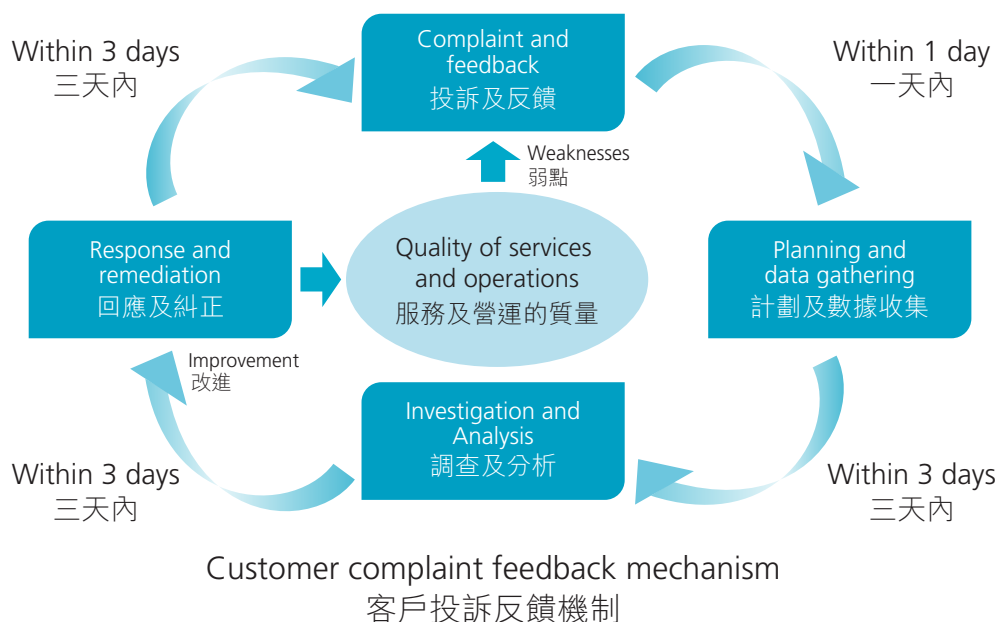 Within 3 days
三天內
Complaint and
feedback
投訴及反饋
Within 1 day
一天內
Weaknesses
弱點
Response and
remediation
回應及糾正
Quality of services
and operations
服務及營運的質量
Planning and
data gathering
計劃及數據收集
Improvement
改進
Investigation and
Analysis
調查及分析
Within 3 days
三天內
Within 3 days
三天內
Customer complaint feedback mechanism
客戶投訴反饋機制